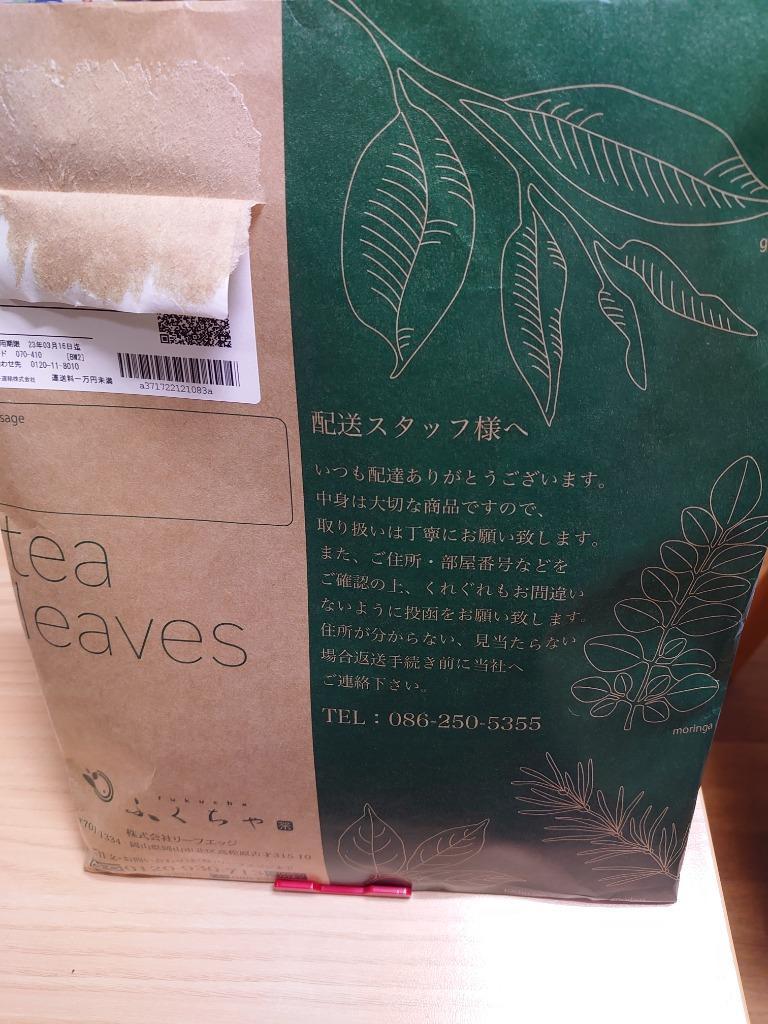 期限 23年03月16日迄
070-410 [BM2]
わせ先 0120-11-8010
運送料一万円未満
a371722121083a
sage
tea
leaves
配送スタッフ様へ
いつも配達ありがとうございます。
中身は大切な商品ですので、
取り扱いは丁寧にお願い致します。
また、ご住所・部屋番号などを
ご確認の上、くれぐれもお間違い
ないように投函をお願い致します。
住所が分からない、見当たらない
場合返送手続き前に当社へ
ご連絡下さい。
TEL : 086-250-5355
moringa
fukucha
ふくちゃ
株式会社リーフエッジ